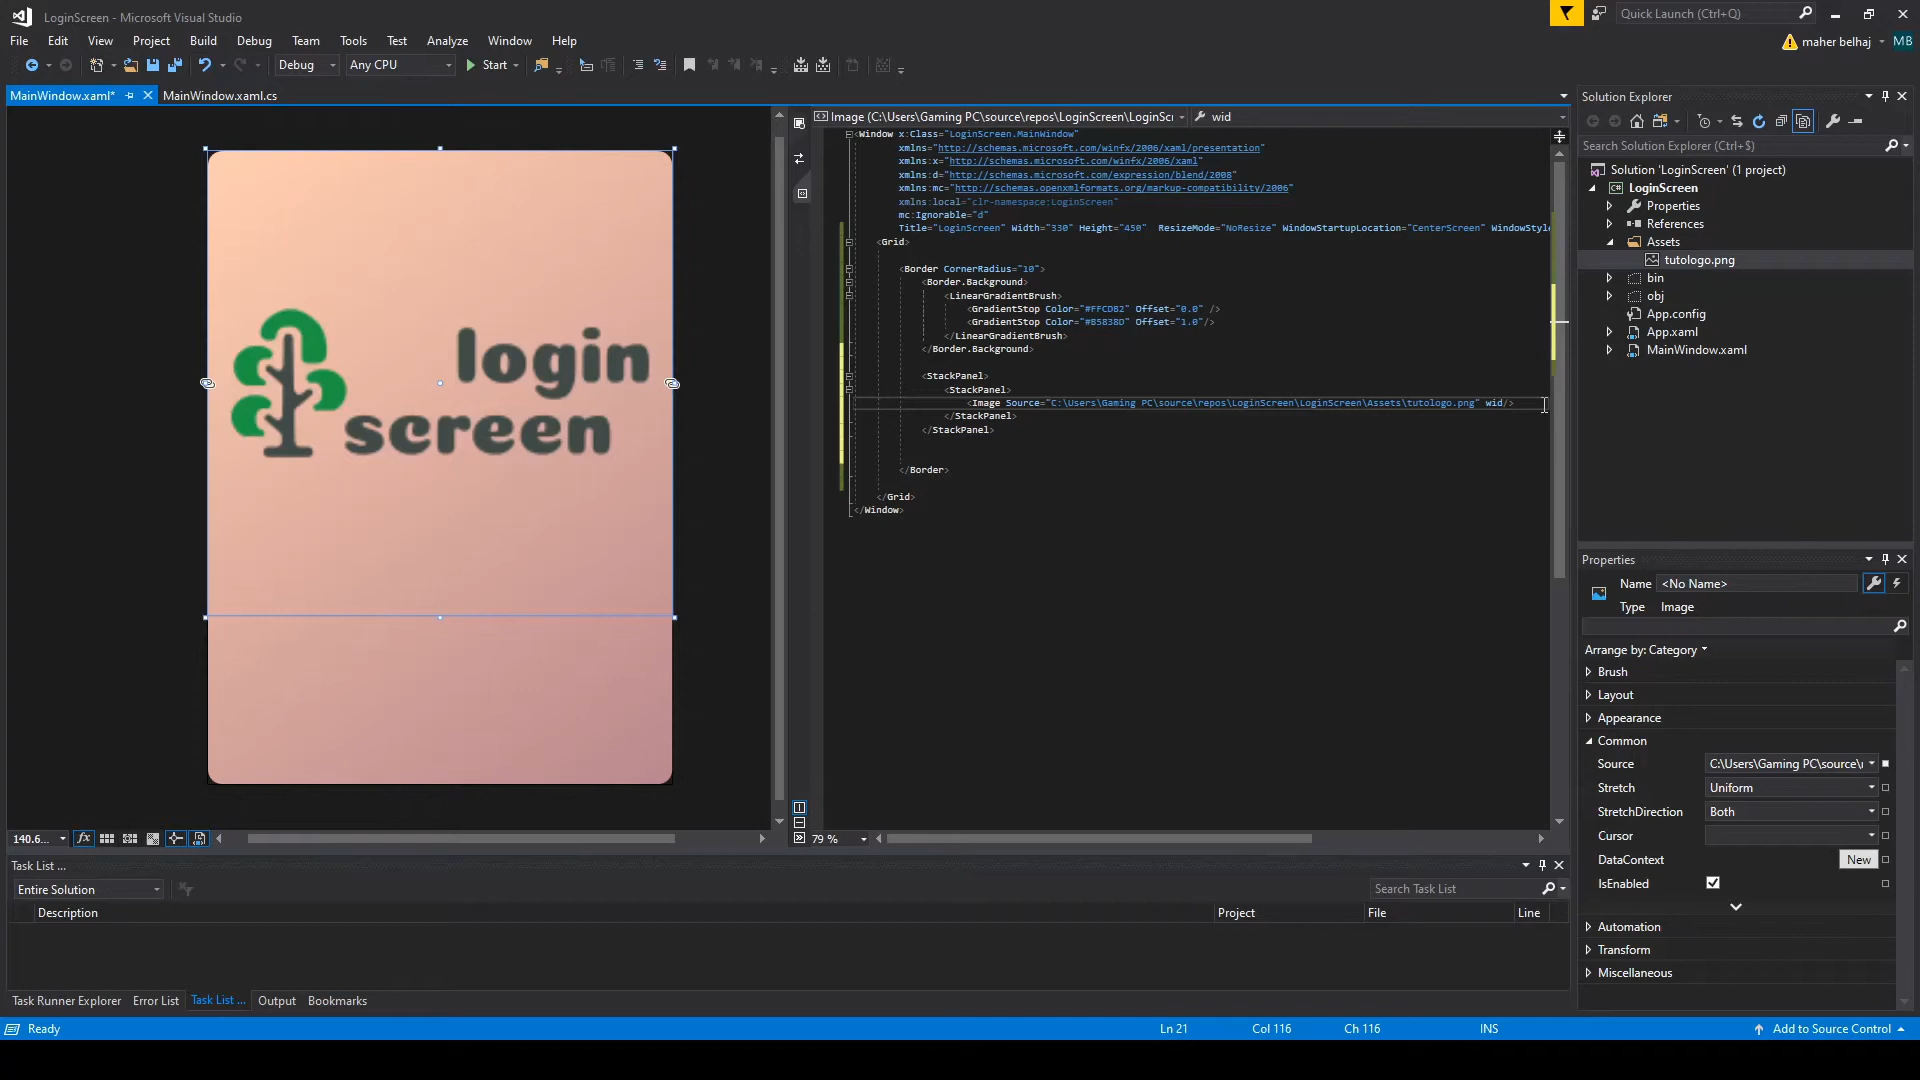 LoginScreen - Microsoft Visual Studio
Quick Launch (Ctrl+Q)
File Edit View Project Build Debug Team Tools Test Analyze Window Help
maher belhaj MB
Debug Any CPU Start
MainWindow.xaml* MainWindow.xaml.cs
Image (C:\Users\Gaming PC\source\repos\LoginScreen\LoginSc wid
<Window x:Class="LoginScreen.MainWindow"
xmlns="http://schemas.microsoft.com/winfx/2006/xaml/presentation"
xmlns:x="http://schemas.microsoft.com/winfx/2006/xaml"
xmlns:d="http://schemas.microsoft.com/expression/blend/2008"
xmlns:mc="http://schemas.openxmlformats.org/markup-compatibility/2006"
xmlns:local="clr-namespace:LoginScreen"
mc:Ignorable="d"
Title="LoginScreen" Width="330" Height="450" ResizeMode="NoResize" WindowStartupLocation="CenterScreen" WindowStyle
<Grid>
<Border CornerRadius="10">
<Border.Background>
<LinearGradientBrush>
<GradientStop Color="#FFCDB2" Offset="0.0" />
<GradientStop Color="#B5838D" Offset="1.0"/>
</LinearGradientBrush>
</Border.Background>
<StackPanel>
<StackPanel>
<Image Source="C:\Users\Gaming PC\source\repos\LoginScreen\LoginScreen\Assets\tutologo.png" wid/>
</StackPanel>
</StackPanel>
</Border>
</Grid>
</Window>
login
screen
140.6... fx
79 %
Solution Explorer
Search Solution Explorer (Ctrl+$)
Solution 'LoginScreen' (1 project)
LoginScreen
Properties
References
Assets
tutologo.png
bin
obj
App.config
App.xaml
MainWindow.xaml
Properties
Name <No Name>
Type Image
Arrange by: Category
Brush
Layout
Appearance
Common
Source C:\Users\Gaming PC\source\
Stretch Uniform
StretchDirection Both
Cursor
DataContext New
IsEnabled
Automation
Transform
Miscellaneous
Task List ...
Entire Solution
Search Task List
Description Project File Line
Task Runner Explorer Error List Task List ... Output Bookmarks
Ready Ln 21 Col 116 Ch 116 INS Add to Source Control